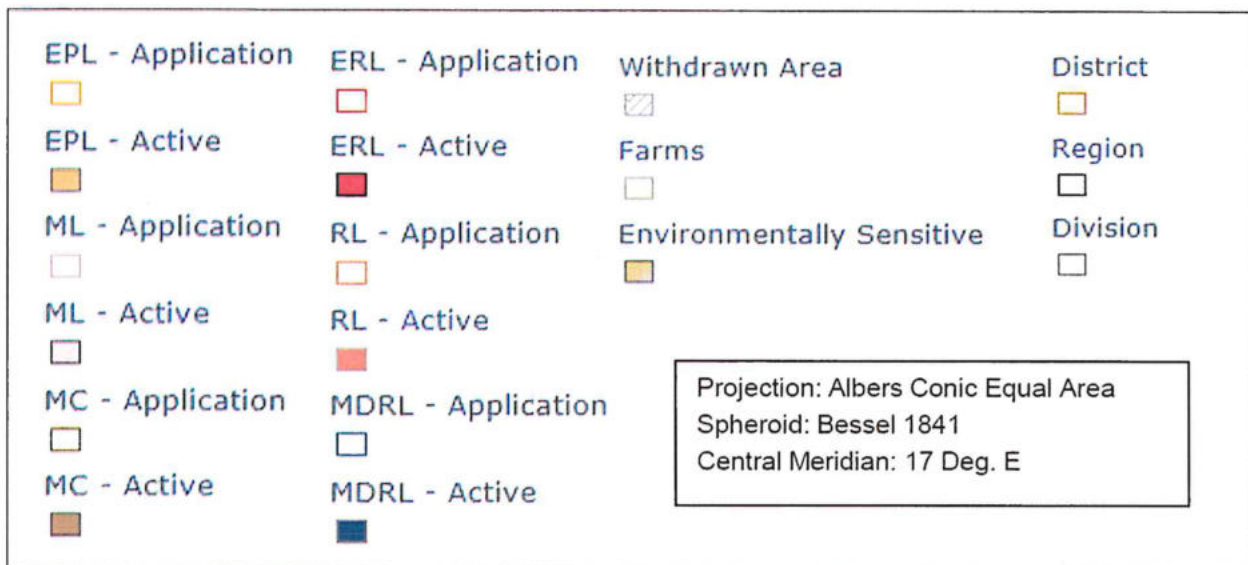 EPL - Application
EPL - Active
ML - Application
ML - Active
MC - Application
MC - Active
ERL - Application
ERL - Active
RL - Application
RL - Active
MDRL - Application
MDRL - Active
Withdrawn Area
Farms
Environmentally Sensitive
District
Region
Division
Projection: Albers Conic Equal Area
Spheroid: Bessel 1841
Central Meridian: 17 Deg. E